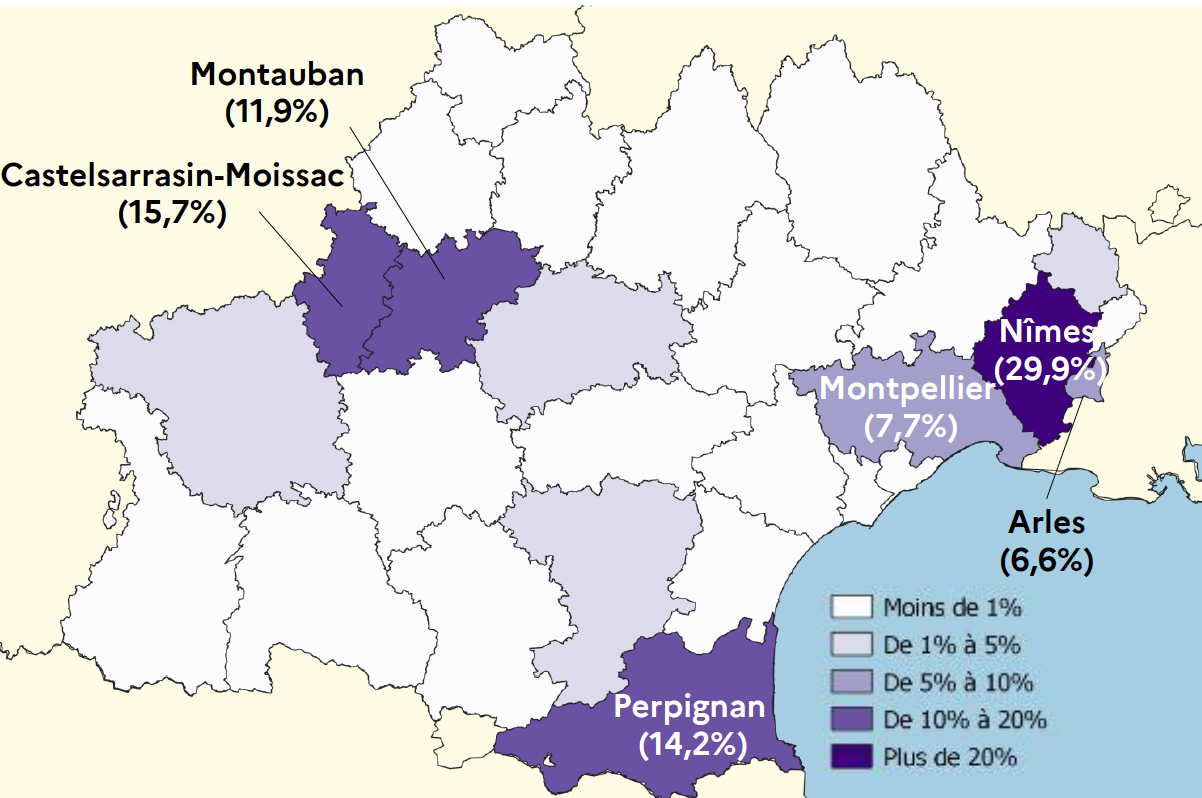 Montauban
(11,9%)
Castelsarrasin-Moissac
(15,7%)
Nîmes
(29,9%)
Montpellier
(7,7%)
Arles
(6,6%)
Moins de 1%
De 1% à 5%
De 5% à 10%
De 10% à 20%
Plus de 20%
Perpignan
(14,2%)